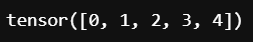 tensor([0, 1, 2, 3, 4])